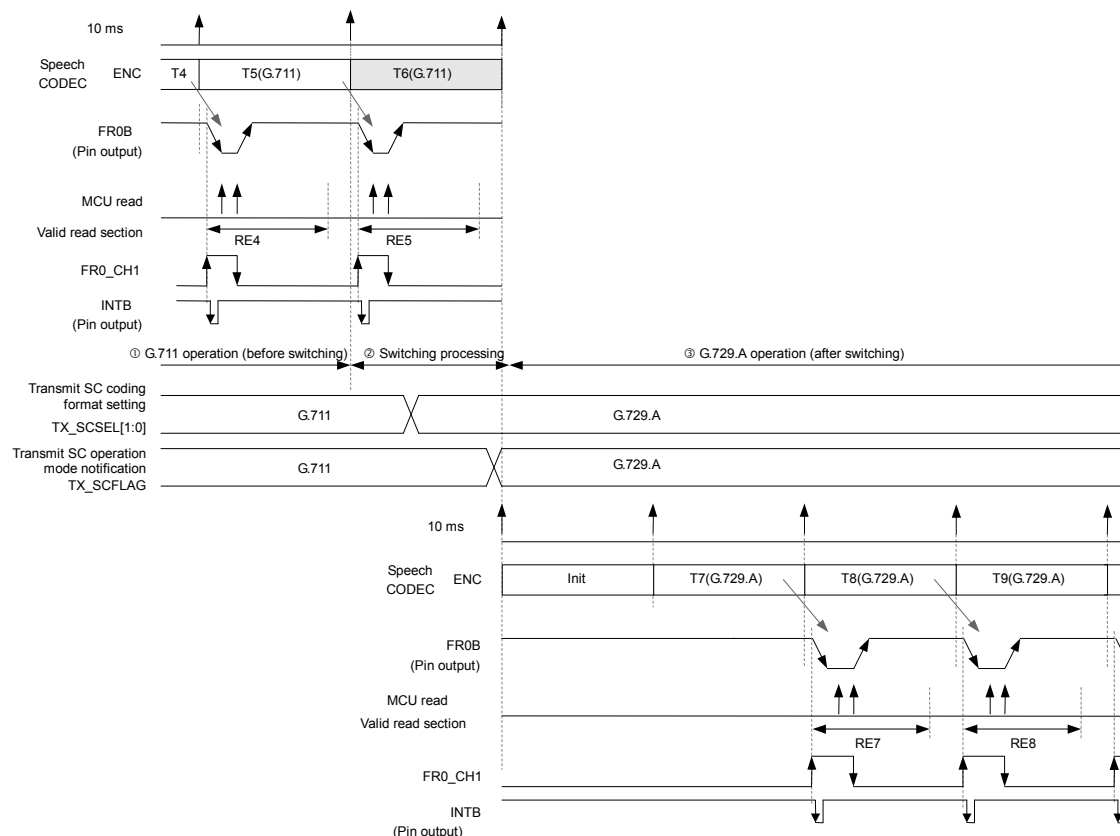 10 ms
Speech
CODEC
ENC
T4
T5(G.711)
T6(G.711)
FR0B
(Pin output)
MCU read
Valid read section
RE4
RE5
FR0_CH1
INTB
(Pin output)
① G.711 operation (before switching)
② Switching processing
③ G.729.A operation (after switching)
Transmit SC coding
format setting
TX_SCSEL[1:0]
G.711
G.729.A
Transmit SC operation
mode notification
TX_SCFLAG
G.711
G.729.A
10 ms
Speech
CODEC
ENC
Init
T7(G.729.A)
T8(G.729.A)
T9(G.729.A)
FR0B
(Pin output)
MCU read
Valid read section
RE7
RE8
FR0_CH1
INTB
(Pin output)